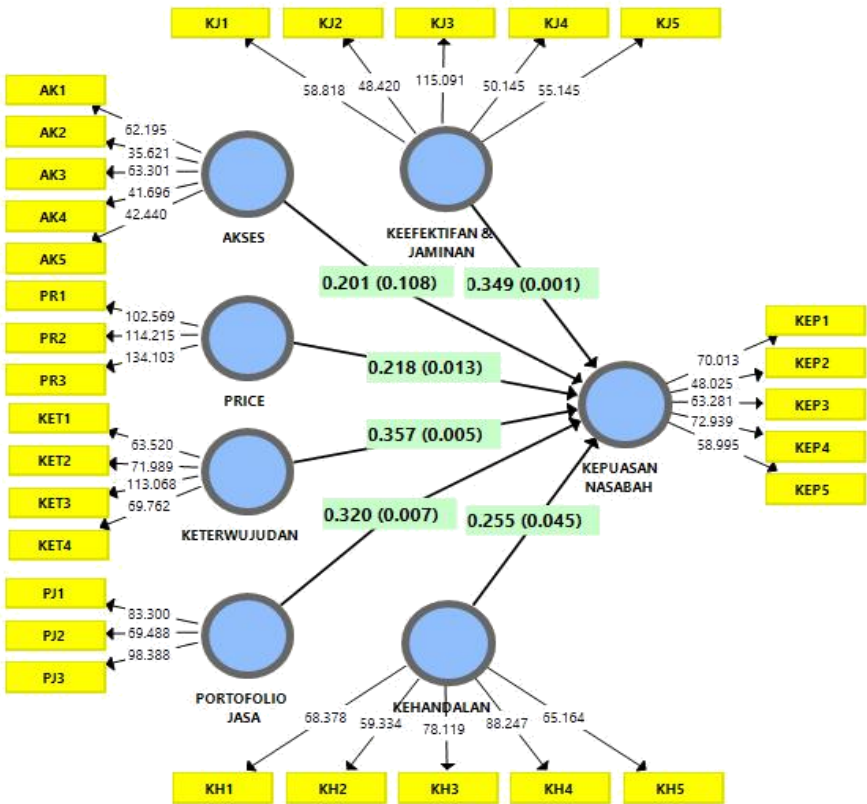 KJ1 KJ2 KJ3 KJ4 KJ5
58.818 48.420 115.091 50.145 55.145
AK1
AK2
AK3
AK4
AK5
62.195
35.621
63.301
41.696
42.440
AKSES
KEEFEKTIFAN &
JAMINAN
0.201 (0.108)
0.349 (0.001)
PR1
PR2
PR3
102.569
114.215
134.103
PRICE
0.218 (0.013)
KET1
KET2
KET3
KET4
63.520
71.989
113.068
69.762
KETERWUJUDAN
0.357 (0.005)
KEPUASAN
NASABAH
70.013
48.025
63.281
72.939
58.995
KEP1
KEP2
KEP3
KEP4
KEP5
0.320 (0.007)
0.255 (0.045)
PJ1
PJ2
PJ3
83.300
69.488
98.388
PORTOFOLIO
JASA
KEHANDALAN
68.378 59.334 78.119 88.247 65.164
KH1 KH2 KH3 KH4 KH5